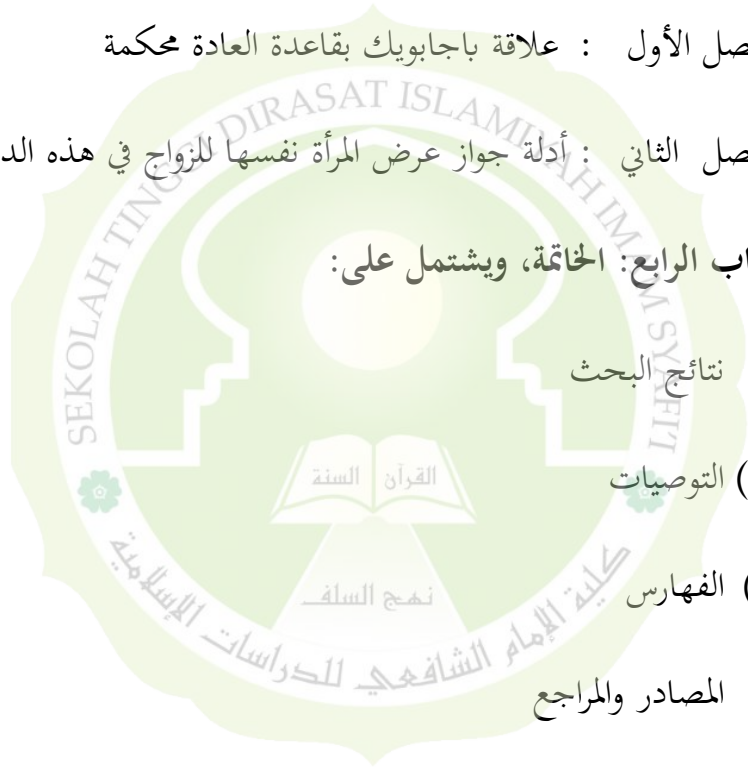 صل الأول : علاقة باجابويك بقاعدة العادة محكمة
صل الثاني : أدلة جواز عرض المرأة نفسها للزواج في هذه الد
اب الرابع: الخاتمة، ويشتمل على:
نتائج البحث
) التوصيات
) الفهارس
المصادر والمراجع
SEKOLAH TINGGI DIRASAT ISLAMIYAH IMAM SYAFI'I
القرآن السنة
نهج السلف
كلية الإمام الشافعي للدراسات الإسلامية